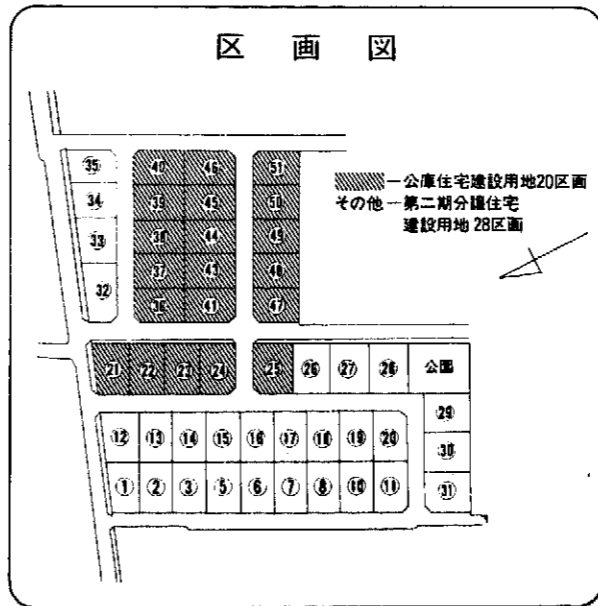 区画図
㉟ ㊵ ㊻ 51
㉞ ㊴ ㊺ ㊿
㉝ ㊳ ㊹ ㊾
㊲ ㊸ ㊽
㉜ ㊱ ㊶ ㊼
—公庫住宅建設用地20区画
その他—第二期分譲住宅
建設用地28区画
㉑ ㉒ ㉓ ㉔ ㉕ ㉖ ㉗ ㉘ 公園
⑫ ⑬ ⑭ ⑮ ⑯ ⑰ ⑱ ⑲ ⑳
① ② ③ ⑤ ⑥ ⑦ ⑧ ⑩ ⑪
㉙
㉚
㉛